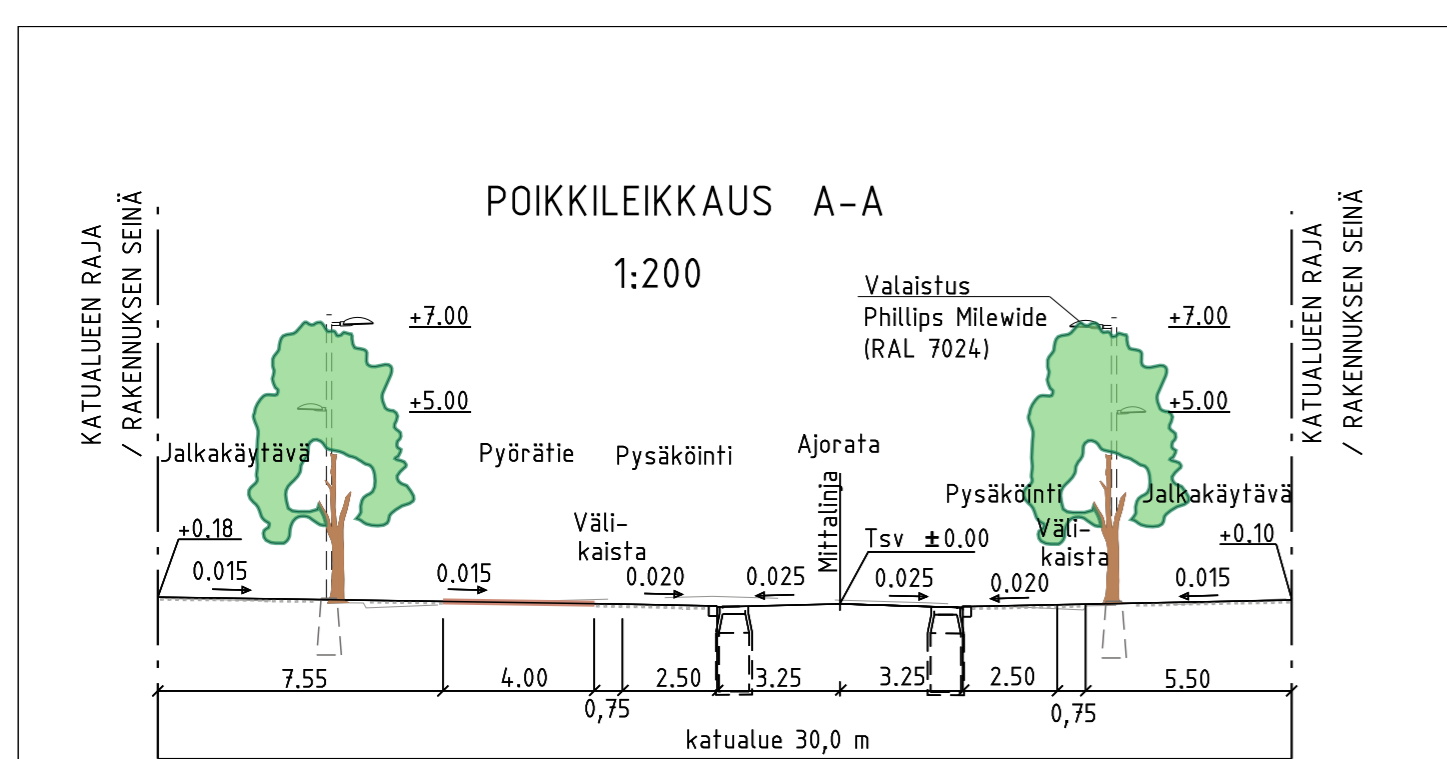 POIKKILEIKKAUS A-A
1:200
KATUALUEEN RAJA
/ RAKENNUKSEN SEINÄ
KATUALUEEN RAJA
/ RAKENNUKSEN SEINÄ
Valaistus
Phillips Milewide
(RAL 7024)
+7.00
+7.00
+5.00
+5.00
Jalkakäytävä
Pyörätie
Pysäköinti
Ajorata
Pysäköinti
Jalkakäytävä
Väli-
kaista
Mittalinja
Väli-
kaista
+0.18
Tsv ±0.00
+0.10
0.015
0.015
0.020
0.025
0.025
0.020
0.015
7.55
4.00
0,75
2.50
3.25
3.25
2.50
0,75
5.50
katualue 30,0 m